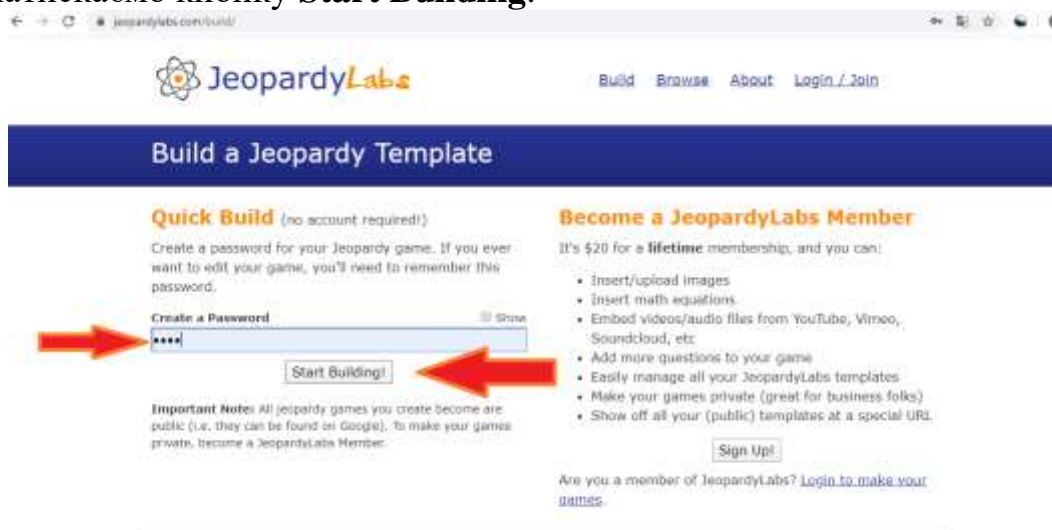 кнопку Start Building!
jeopardylabs.com/build/
JeopardyLabs
Build Browse About Login / Join
Build a Jeopardy Template
Quick Build (no account required!)
Create a password for your Jeopardy game. If you ever
want to edit your game, you'll need to remember this
password.
Create a Password
Show
Start Building!
Important Note: All jeopardy games you create become are
public (i.e. they can be found on Google). To make your games
private, become a JeopardyLabs Member.
Become a JeopardyLabs Member
It's $20 for a lifetime membership, and you can:
• Insert/upload images
• Insert math equations
• Embed videos/audio files from YouTube, Vimeo,
Soundcloud, etc
• Add more questions to your game
• Easily manage all your JeopardyLabs templates
• Make your games private (great for business folks)
• Show off all your (public) templates at a special URL
Sign Up!
Are you a member of JeopardyLabs? Login to make your
games.